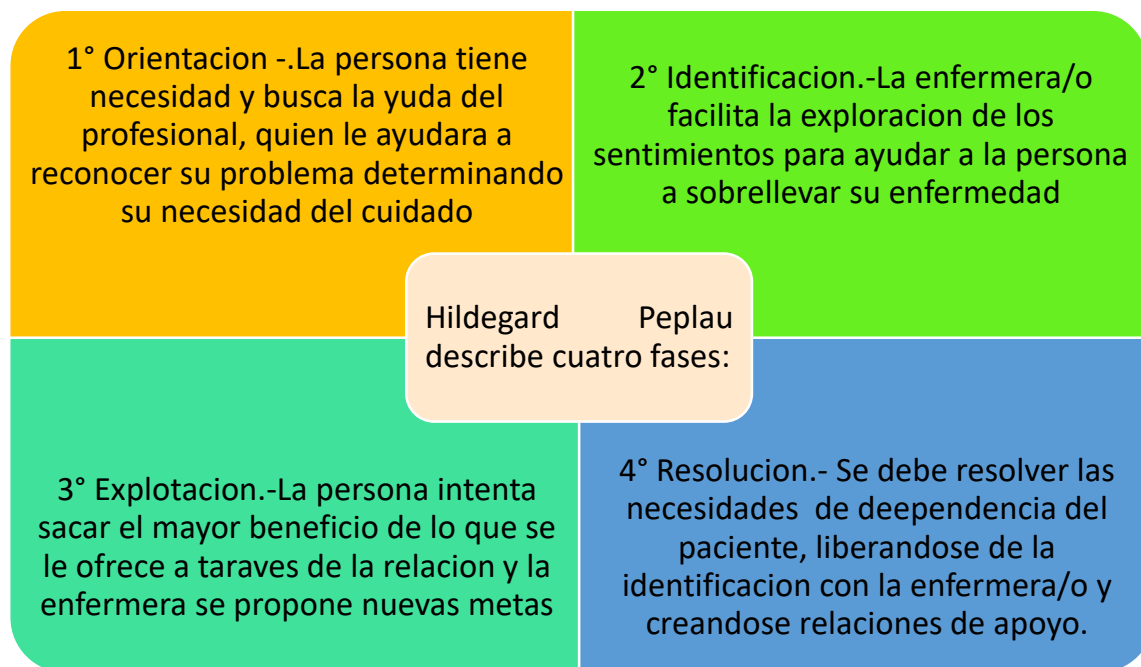 1° Orientacion -.La persona tiene
necesidad y busca la yuda del
profesional, quien le ayudara a
reconocer su problema determinando
su necesidad del cuidado
2° Identificacion.-La enfermera/o
facilita la exploracion de los
sentimientos para ayudar a la persona
a sobrellevar su enfermedad
Hildegard Peplau
describe cuatro fases:
3° Explotacion.-La persona intenta
sacar el mayor beneficio de lo que se
le ofrece a taraves de la relacion y la
enfermera se propone nuevas metas
4° Resolucion.- Se debe resolver las
necesidades de deependencia del
paciente, liberandose de la
identificacion con la enfermera/o y
creandose relaciones de apoyo.